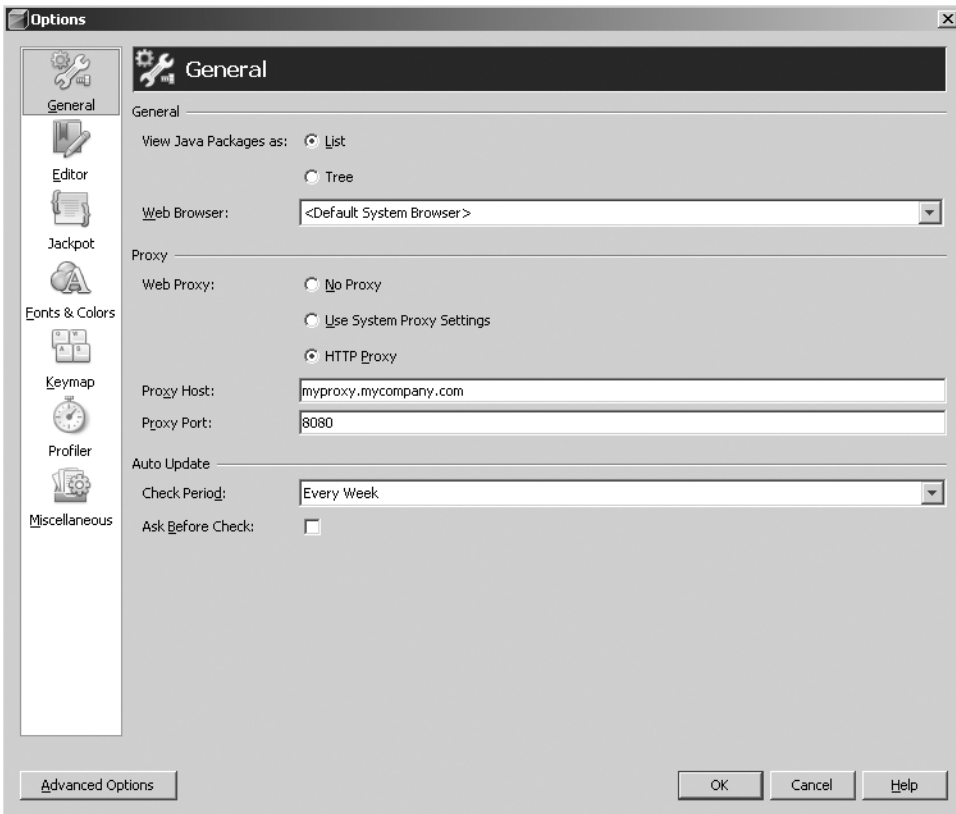 Options
General
Editor
Jackpot
Fonts & Colors
Keymap
Profiler
Miscellaneous
General
General
View Java Packages as:
List
Tree
Web Browser:
<Default System Browser>
Proxy
Web Proxy:
No Proxy
Use System Proxy Settings
HTTP Proxy
Proxy Host:
myproxy.mycompany.com
Proxy Port:
8080
Auto Update
Check Period:
Every Week
Ask Before Check:
Advanced Options
OK
Cancel
Help